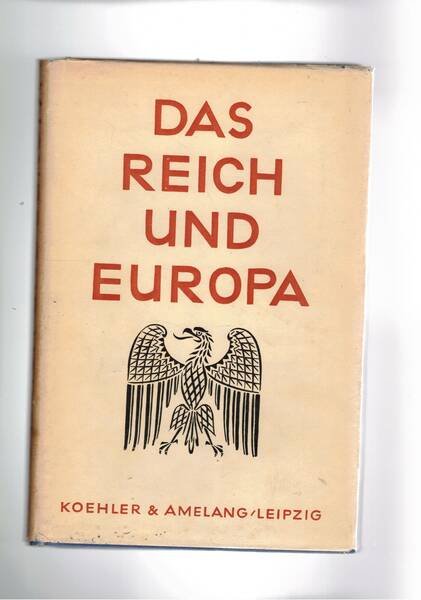 DAS
REICH
UND
EUROPA
KOEHLER & AMELANG/LEIPZIG